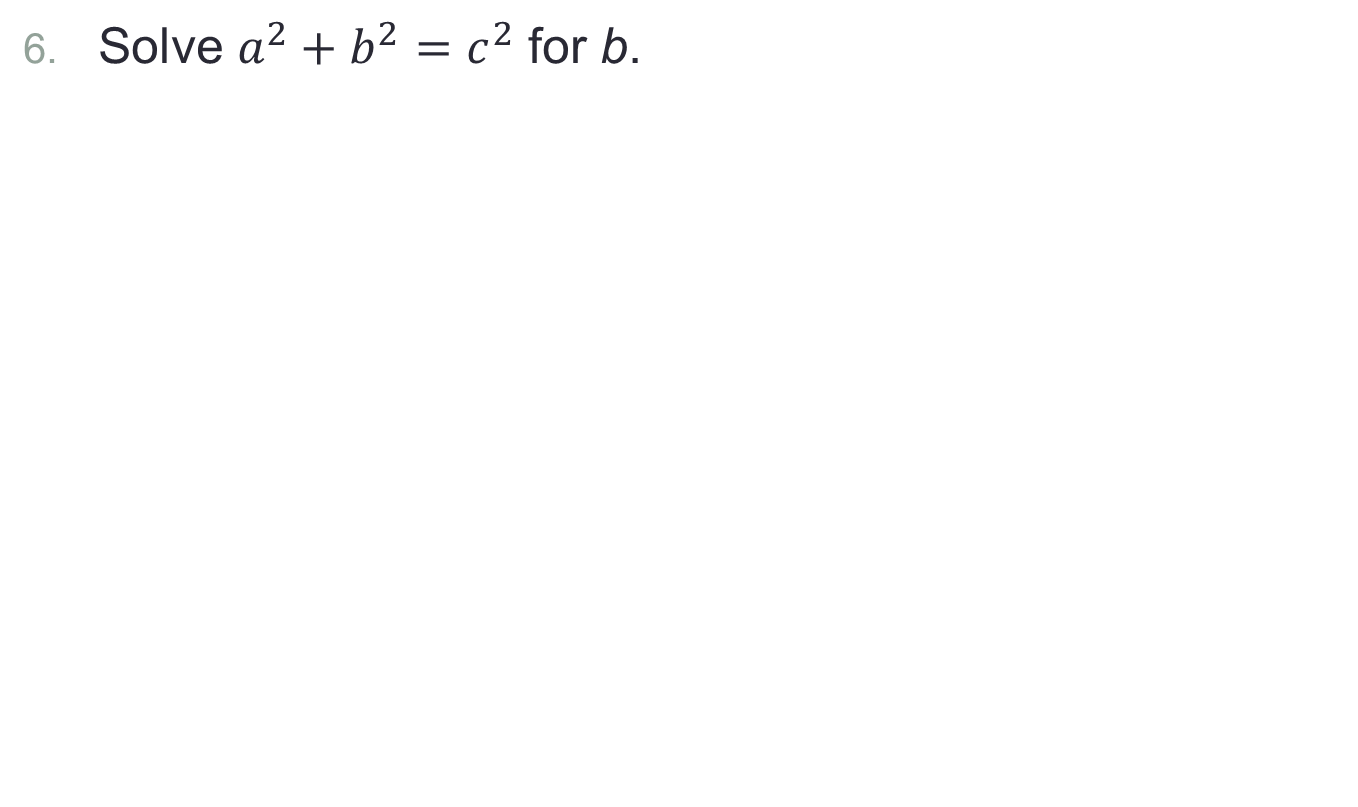 6. Solve a² + b² = c² for b.